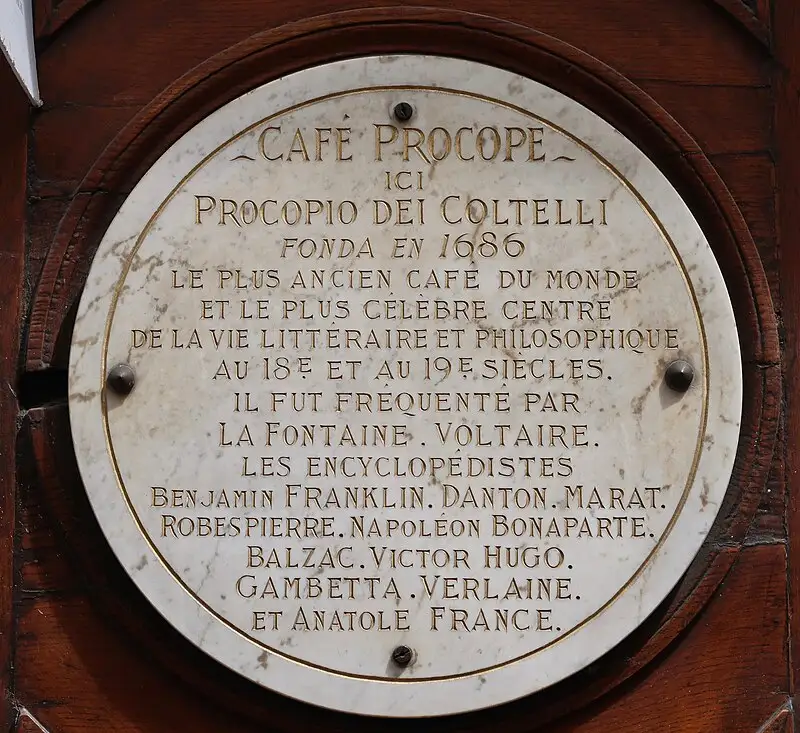 ~CAFÉ PROCOPE~
ICI
PROCOPIO DEI COLTELLI
FONDA EN 1686
LE PLUS ANCIEN CAFÉ DU MONDE
ET LE PLUS CÉLÈBRE CENTRE
DE LA VIE LITTÉRAIRE ET PHILOSOPHIQUE
AU 18E ET AU 19E SIÈCLES.
IL FUT FRÉQUENTÉ PAR
LA FONTAINE. VOLTAIRE.
LES ENCYCLOPÉDISTES
BENJAMIN FRANKLIN. DANTON. MARAT.
ROBESPIERRE. NAPOLÉON BONAPARTE.
BALZAC. VICTOR HUGO.
GAMBETTA. VERLAINE.
ET ANATOLE FRANCE.